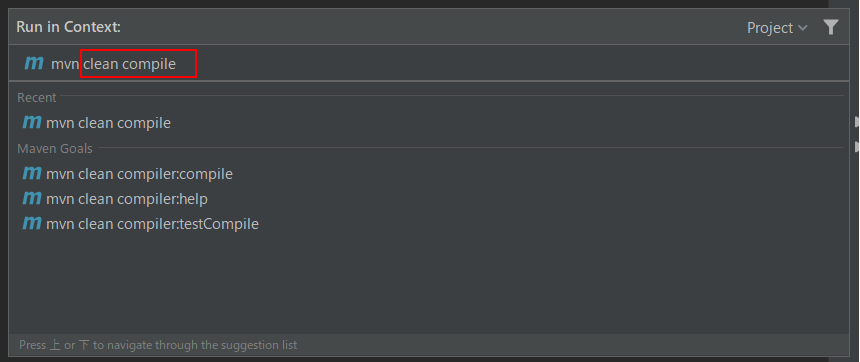 Run in Context:
Project
m mvn clean compile
Recent
m mvn clean compile
Maven Goals
m mvn clean compiler:compile
m mvn clean compiler:help
m mvn clean compiler:testCompile
Press 上 or 下 to navigate through the suggestion list